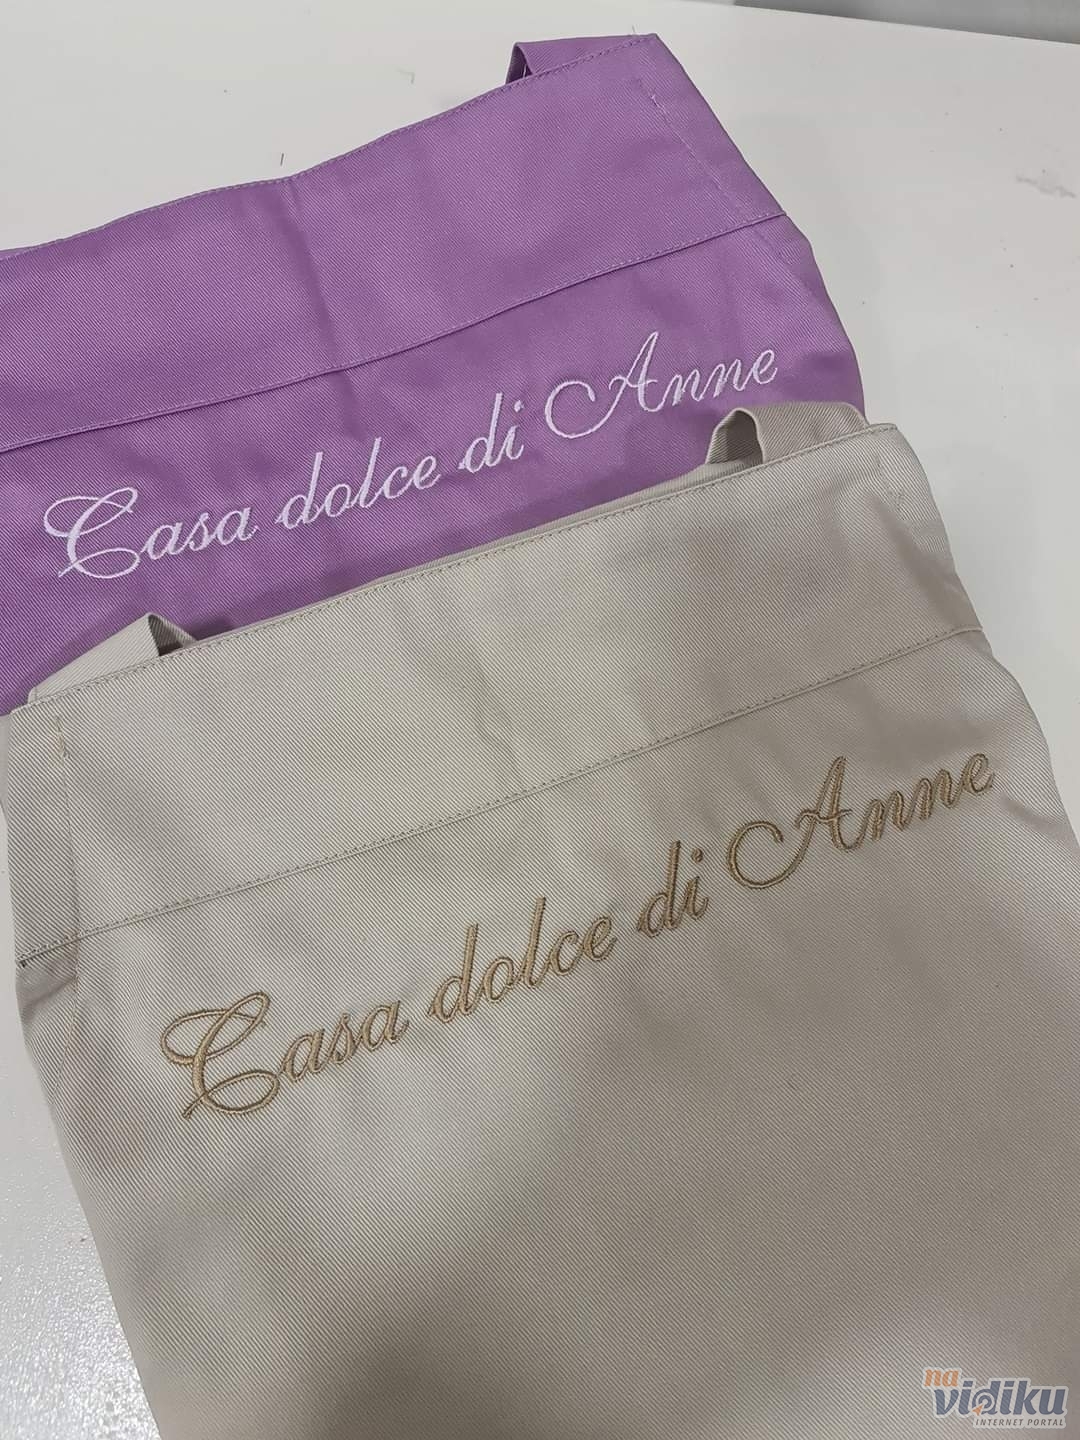 Casa dolce di Anne
Casa dolce di Anne
na
vidiku
INTERNET PORTAL